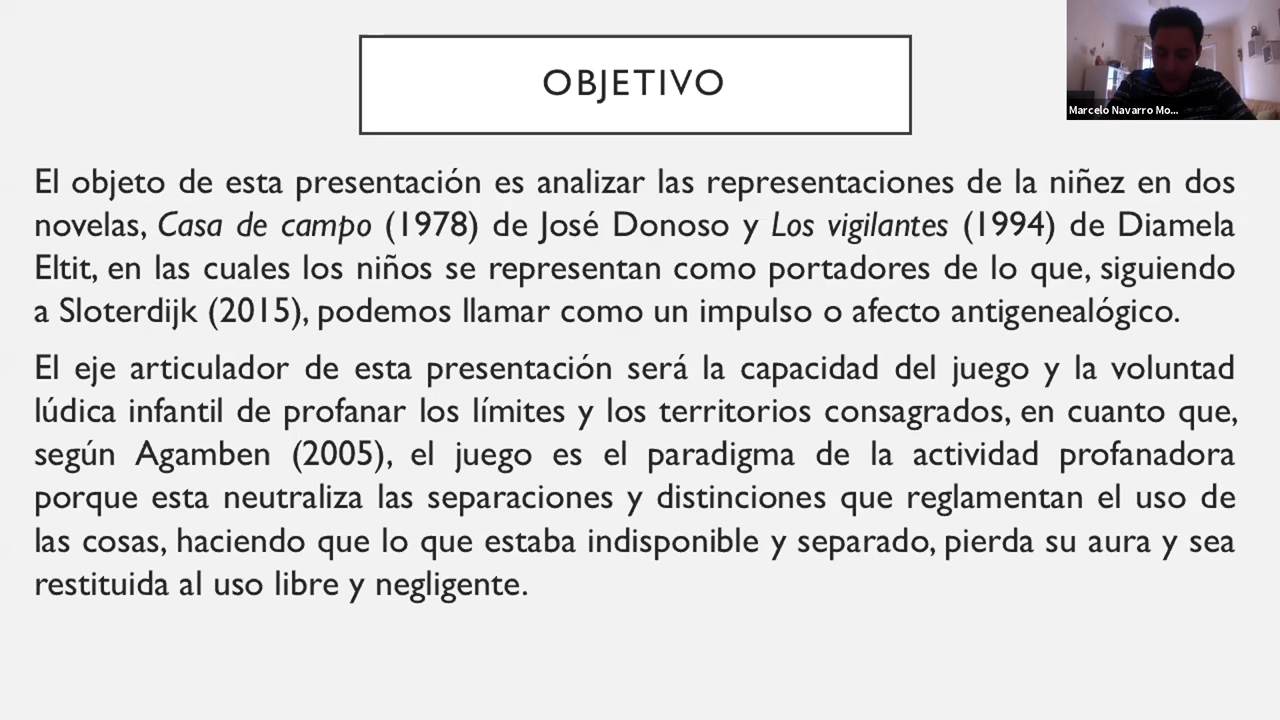 OBJETIVO
Marcelo Navarro Mo...
El objeto de esta presentación es analizar las representaciones de la niñez en dos
novelas, Casa de campo (1978) de José Donoso y Los vigilantes (1994) de Diamela
Eltit, en las cuales los niños se representan como portadores de lo que, siguiendo
a Sloterdijk (2015), podemos llamar como un impulso o afecto antigenealógico.
El eje articulador de esta presentación será la capacidad del juego y la voluntad
lúdica infantil de profanar los límites y los territorios consagrados, en cuanto que,
según Agamben (2005), el juego es el paradigma de la actividad profanadora
porque esta neutraliza las separaciones y distinciones que reglamentan el uso de
las cosas, haciendo que lo que estaba indisponible y separado, pierda su aura y sea
restituida al uso libre y negligente.